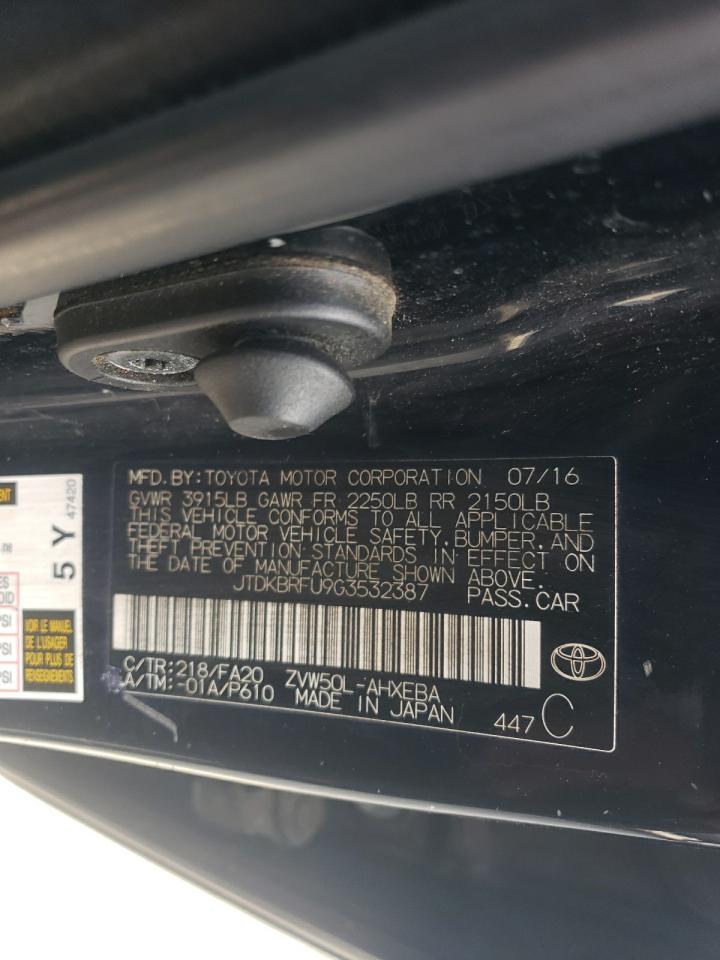 MFD. BY: TOYOTA MOTOR CORPORATION 07/16
GVWR 3915LB GAWR FR 2250LB RR 2150LB
THIS VEHICLE CONFORMS TO ALL APPLICABLE
FEDERAL MOTOR VEHICLE SAFETY, BUMPER, AND
THEFT PREVENTION STANDARDS IN EFFECT ON
THE DATE OF MANUFACTURE SHOWN ABOVE.
JTDKBRFU9G3532387 PASS. CAR
C/TR: 218/FA20 ZVW50L-AHXEBA
A/TM: -01A/P610 MADE IN JAPAN 447 C
5 Y
47420
PSI
PSI
VOIR LE MANUEL
DE L'USAGER
POUR PLUS DE
RENSEIGNEMENTS